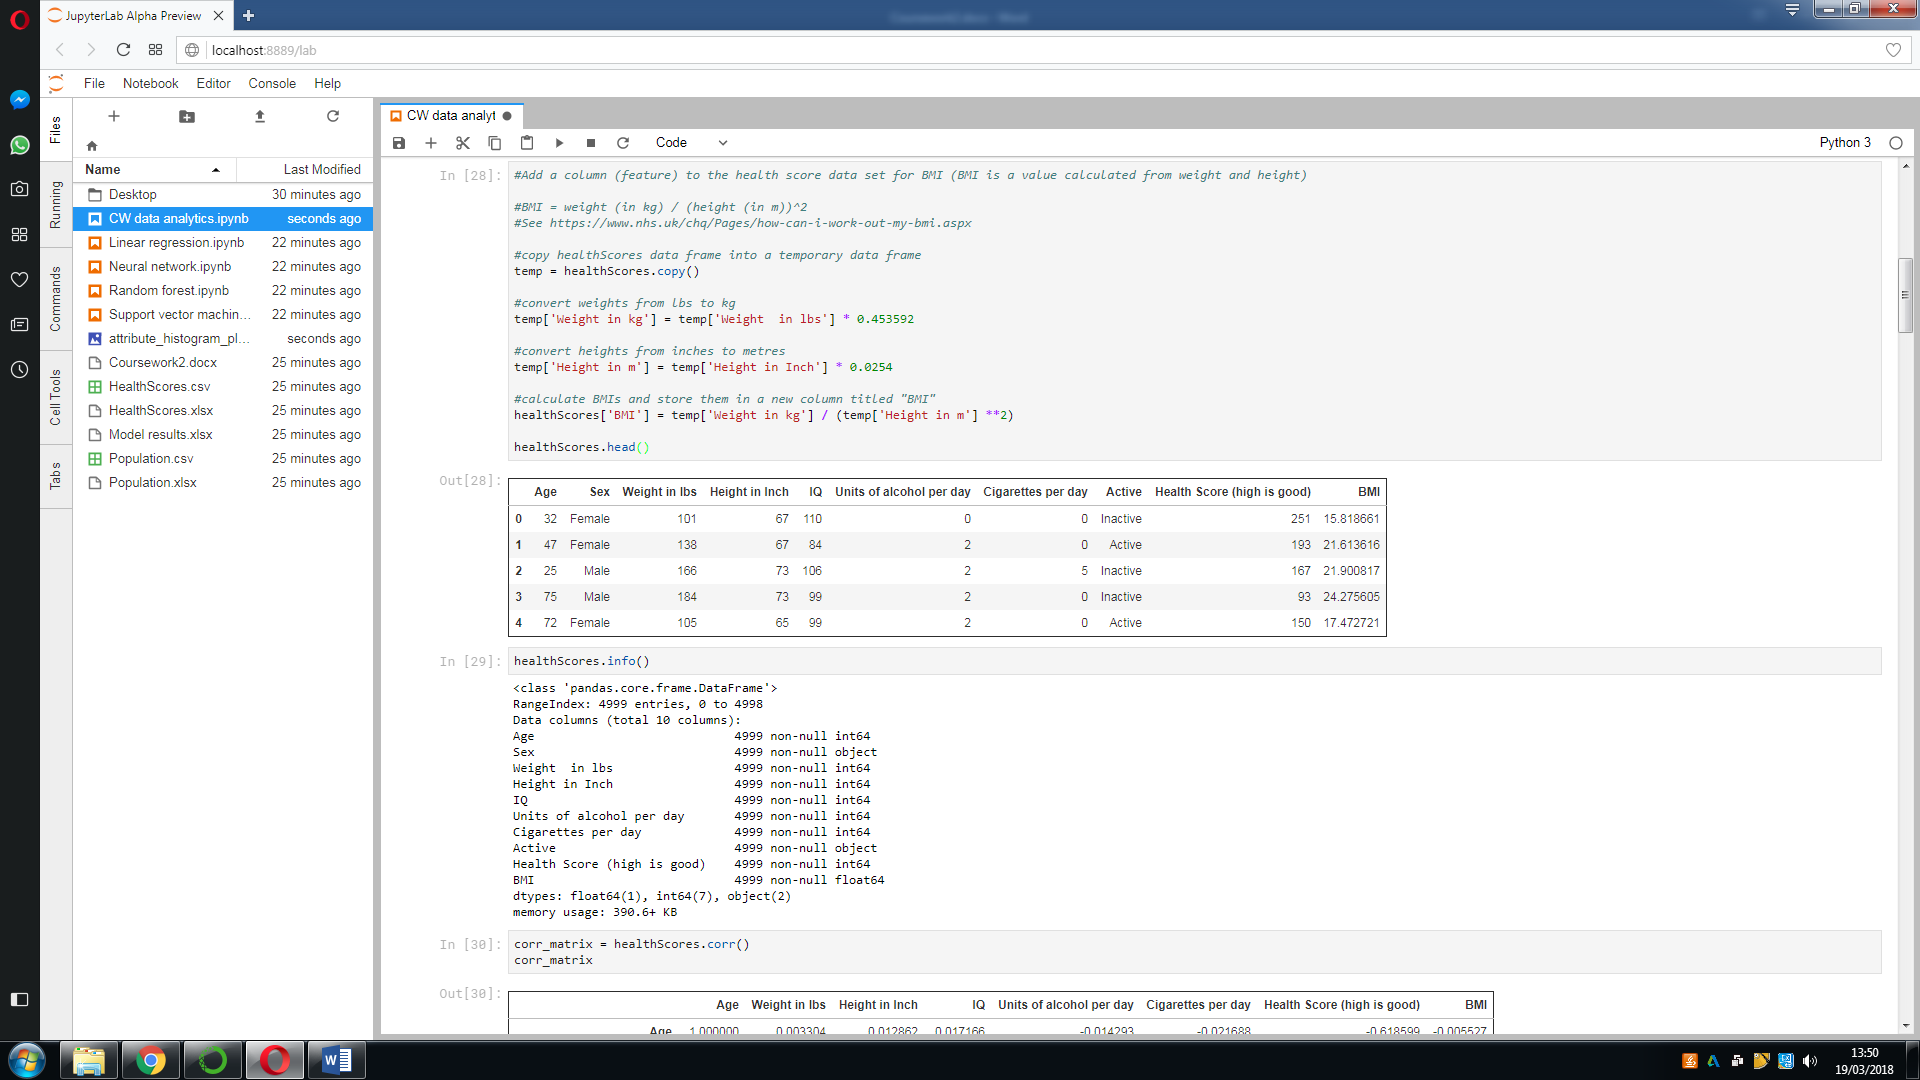 JupyterLab Alpha Preview
localhost:8889/lab
File Notebook Editor Console Help
Files
Running
Commands
Cell Tools
Tabs
Name Last Modified
Desktop 30 minutes ago
CW data analytics.ipynb seconds ago
Linear regression.ipynb 22 minutes ago
Neural network.ipynb 22 minutes ago
Random forest.ipynb 22 minutes ago
Support vector machin... 22 minutes ago
attribute_histogram_pl... seconds ago
Coursework2.docx 25 minutes ago
HealthScores.csv 25 minutes ago
HealthScores.xlsx 25 minutes ago
Model results.xlsx 25 minutes ago
Population.csv 25 minutes ago
Population.xlsx 25 minutes ago
CW data analyt
Code Python 3
In [28]: #Add a column (feature) to the health score data set for BMI (BMI is a value calculated from weight and height)
#BMI = weight (in kg) / (height (in m))^2
#See https://www.nhs.uk/chq/Pages/how-can-i-work-out-my-bmi.aspx
#copy healthScores data frame into a temporary data frame
temp = healthScores.copy()
#convert weights from lbs to kg
temp['Weight in kg'] = temp['Weight  in lbs'] * 0.453592
#convert heights from inches to metres
temp['Height in m'] = temp['Height in Inch'] * 0.0254
#calculate BMIs and store them in a new column titled "BMI"
healthScores['BMI'] = temp['Weight in kg'] / (temp['Height in m'] **2)
healthScores.head()
Out[28]:
Age Sex Weight in lbs Height in Inch IQ Units of alcohol per day Cigarettes per day Active Health Score (high is good) BMI
0 32 Female 101 67 110 0 0 Inactive 251 15.818661
1 47 Female 138 67 84 2 0 Active 193 21.613616
2 25 Male 166 73 106 2 5 Inactive 167 21.900817
3 75 Male 184 73 99 2 0 Inactive 93 24.275605
4 72 Female 105 65 99 2 0 Active 150 17.472721
In [29]: healthScores.info()
<class 'pandas.core.frame.DataFrame'>
RangeIndex: 4999 entries, 0 to 4998
Data columns (total 10 columns):
Age 4999 non-null int64
Sex 4999 non-null object
Weight  in lbs 4999 non-null int64
Height in Inch 4999 non-null int64
IQ 4999 non-null int64
Units of alcohol per day 4999 non-null int64
Cigarettes per day 4999 non-null int64
Active 4999 non-null object
Health Score (high is good) 4999 non-null int64
BMI 4999 non-null float64
dtypes: float64(1), int64(7), object(2)
memory usage: 390.6+ KB
In [30]: corr_matrix = healthScores.corr()
corr_matrix
Out[30]:
Age Weight in lbs Height in Inch IQ Units of alcohol per day Cigarettes per day Health Score (high is good) BMI
Age 1.000000 0.003304 0.012862 0.017166 -0.014293 -0.021688 -0.618599 -0.005527
13:50
19/03/2018